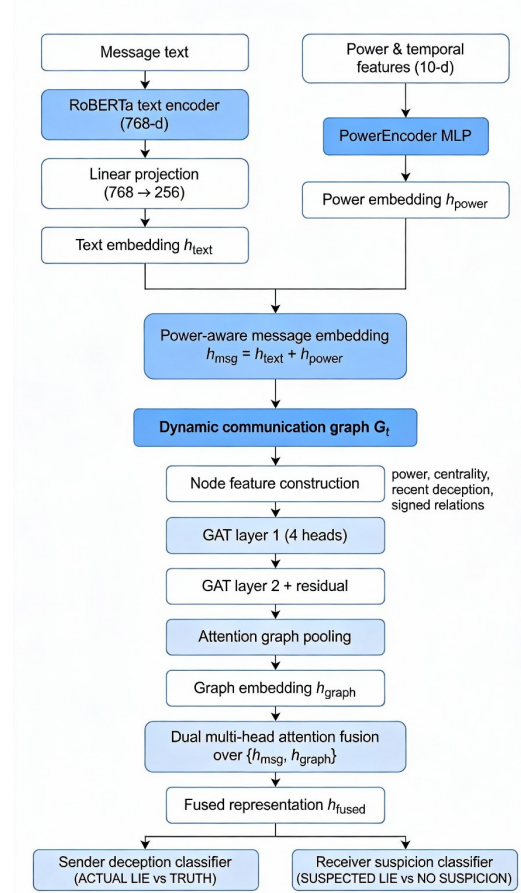 Message text
RoBERTa text encoder
(768-d)
Linear projection
(768 → 256)
Text embedding h_text
Power & temporal
features (10-d)
PowerEncoder MLP
Power embedding h_power
Power-aware message embedding
h_msg = h_text + h_power
Dynamic communication graph G_t
Node feature construction
power, centrality,
recent deception,
signed relations
GAT layer 1 (4 heads)
GAT layer 2 + residual
Attention graph pooling
Graph embedding h_graph
Dual multi-head attention fusion
over {h_msg, h_graph}
Fused representation h_fused
Sender deception classifier
(ACTUAL LIE vs TRUTH)
Receiver suspicion classifier
(SUSPECTED LIE vs NO SUSPICION)